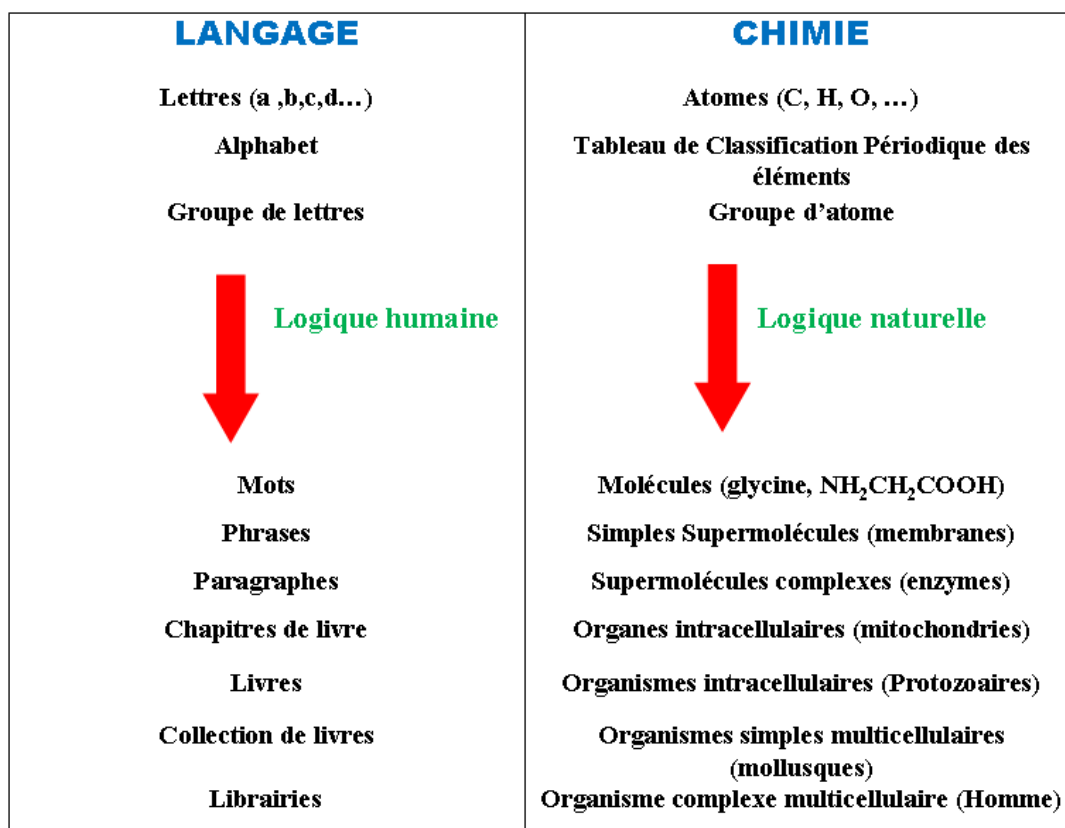 LANGAGE
Lettres (a ,b,c,d…)
Alphabet
Groupe de lettres
Logique humaine
Mots
Phrases
Paragraphes
Chapitres de livre
Livres
Collection de livres
Librairies
CHIMIE
Atomes (C, H, O, …)
Tableau de Classification Périodique des
éléments
Groupe d’atome
Logique naturelle
Molécules (glycine, NH₂CH₂COOH)
Simples Supermolécules (membranes)
Supermolécules complexes (enzymes)
Organes intracellulaires (mitochondries)
Organismes intracellulaires (Protozoaires)
Organismes simples multicellulaires
(mollusques)
Organisme complexe multicellulaire (Homme)